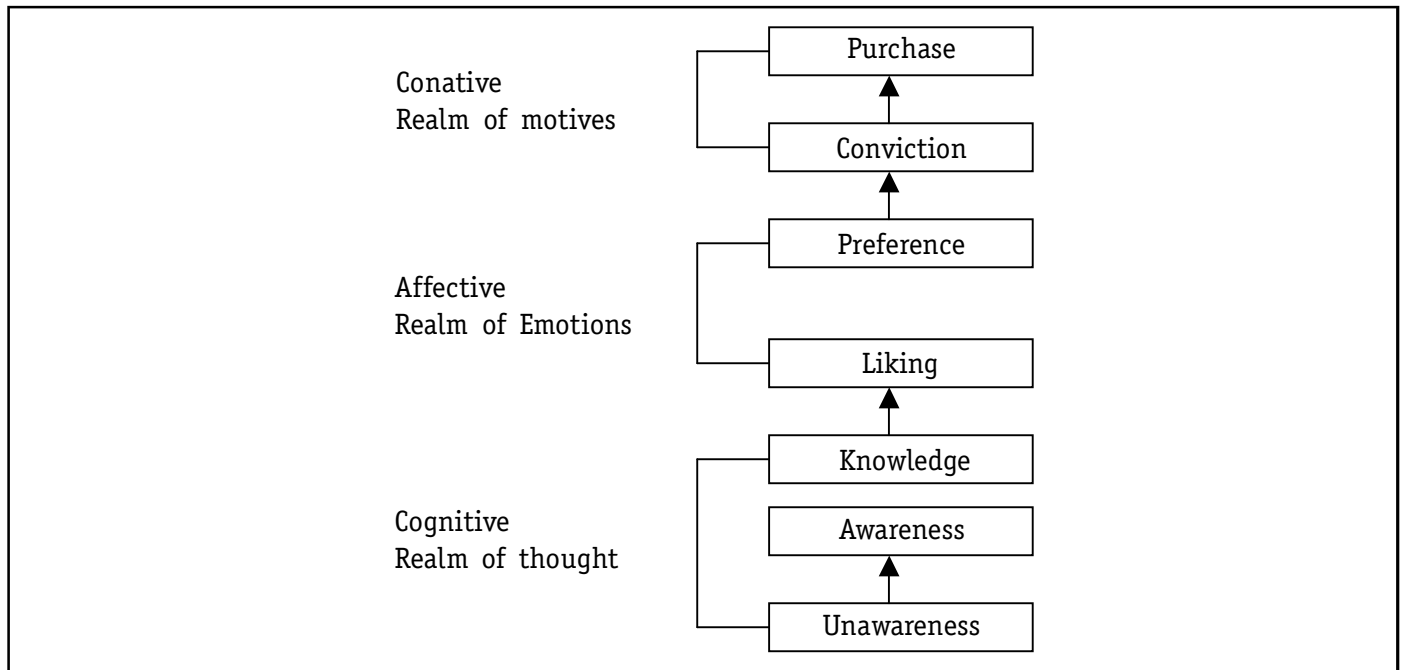 Purchase
Conative
Realm of motives
Conviction
Preference
Affective
Realm of Emotions
Liking
Knowledge
Cognitive
Realm of thought
Awareness
Unawareness